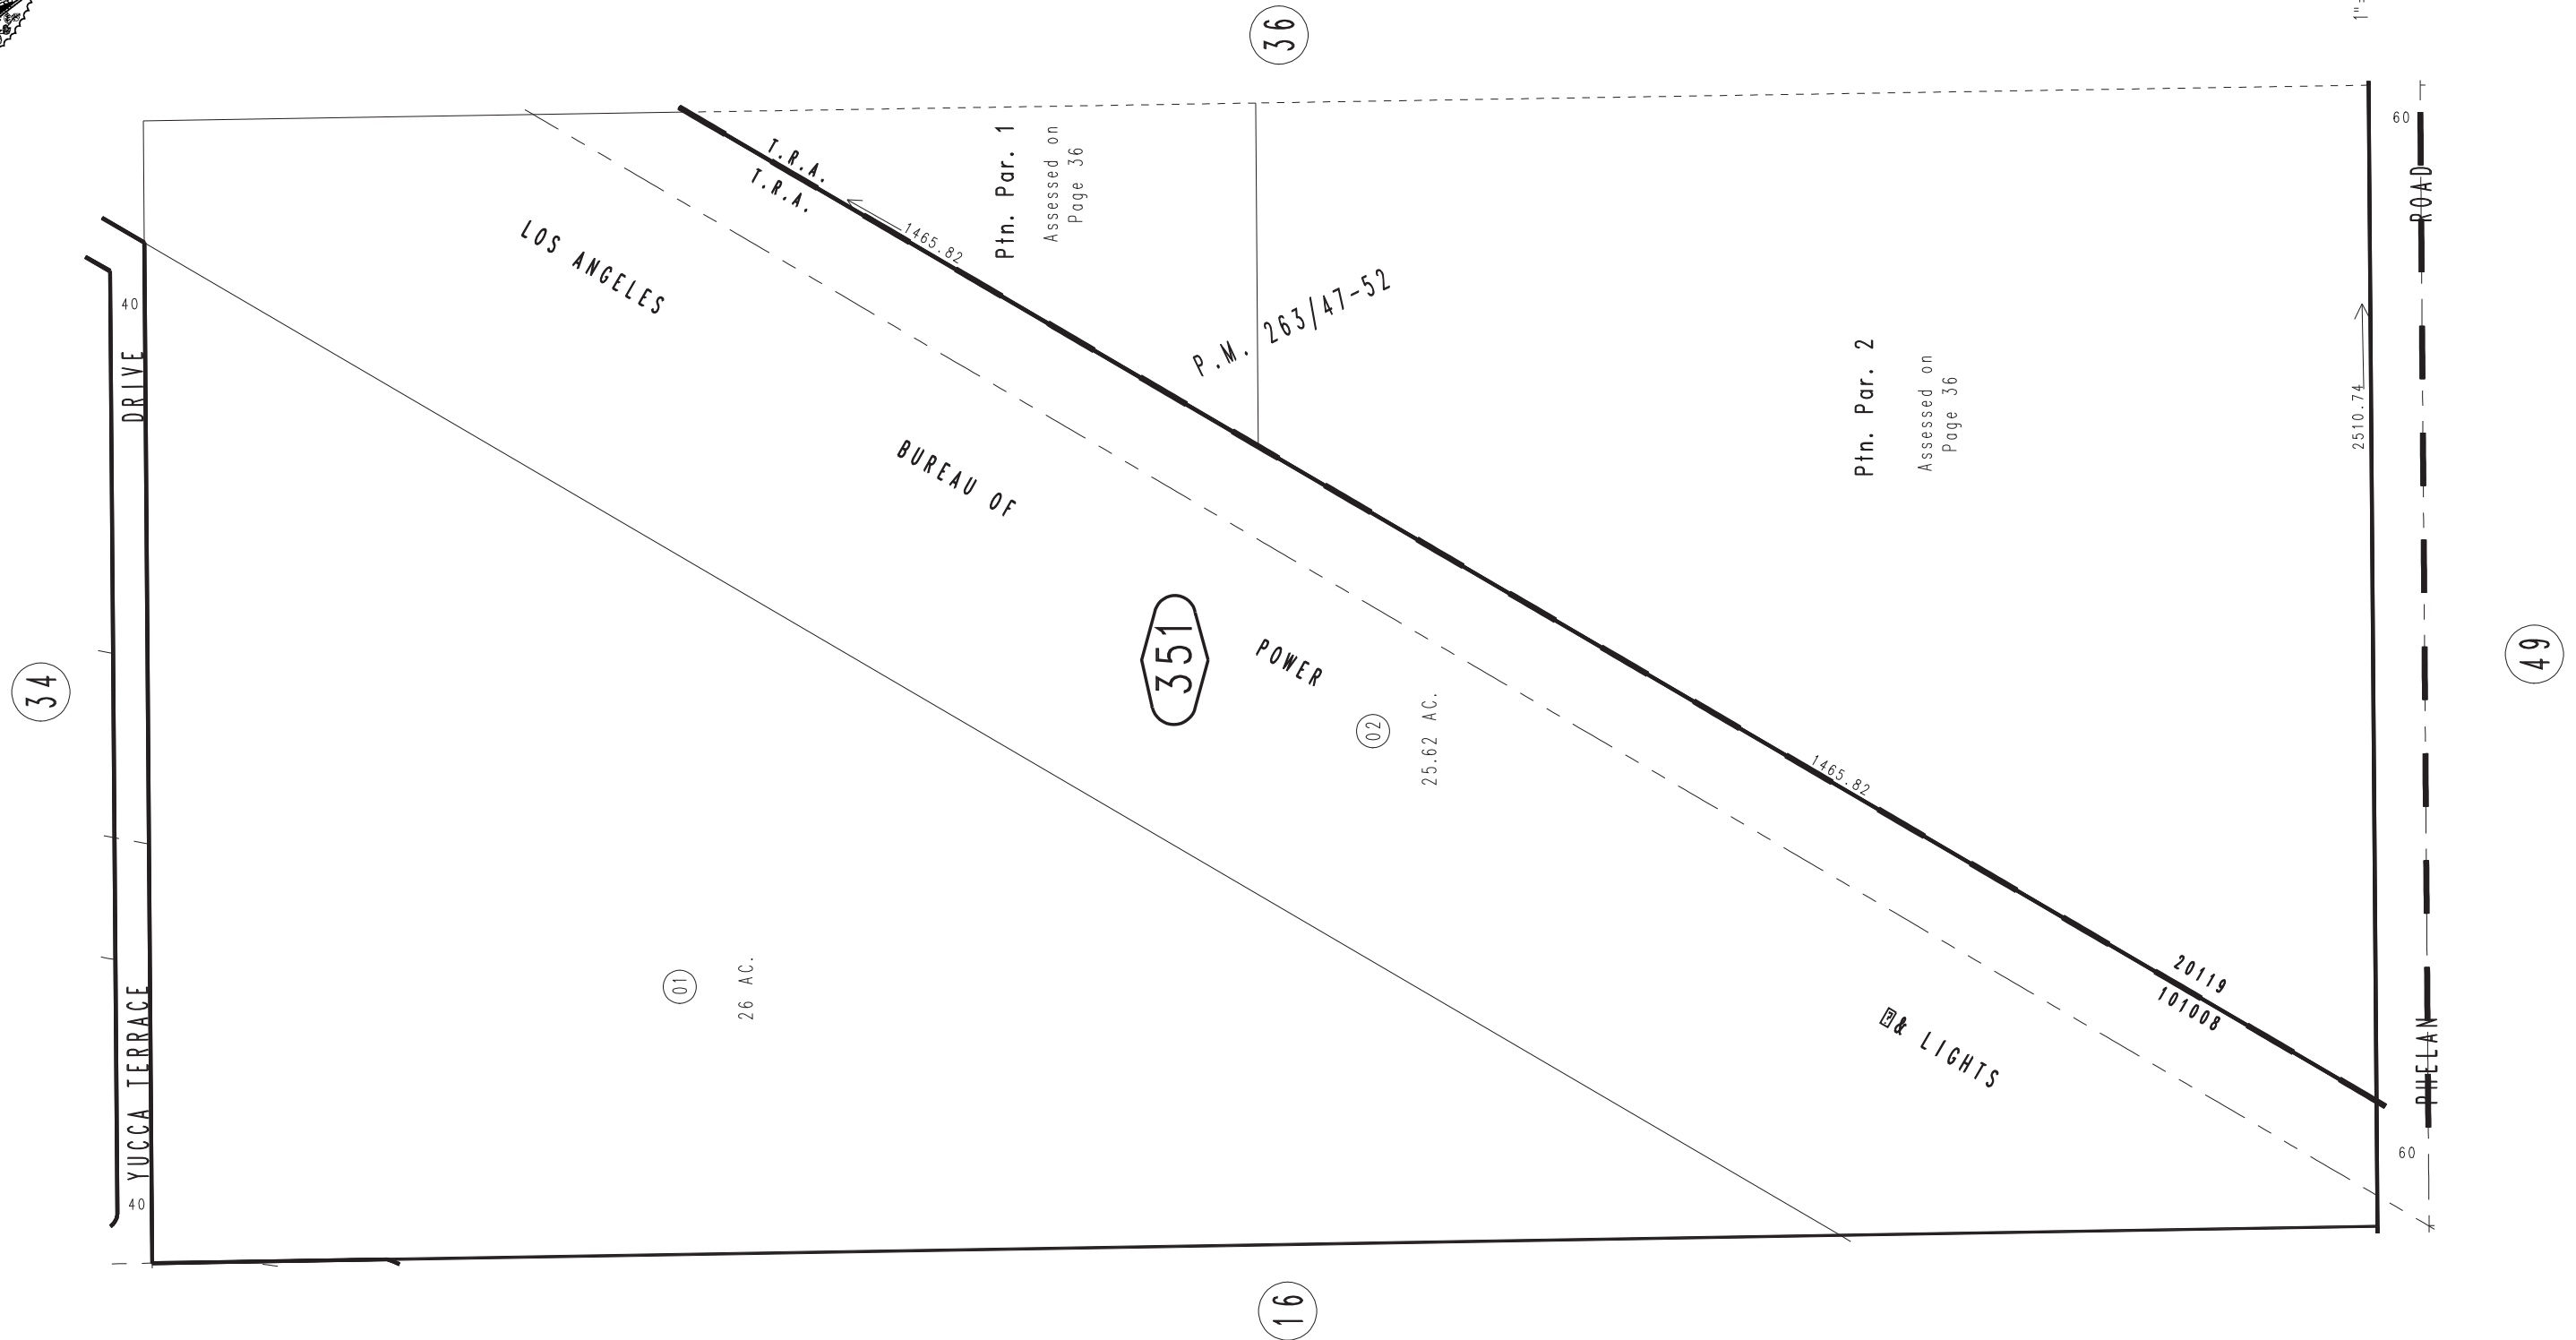 36
1"=
60
ROAD
T.R.A.
T.R.A.
Ptn. Par. 1
Assessed on
Page 36
1465.82
LOS ANGELES
40
DRIVE
P.M. 263/47-52
Ptn. Par. 2
Assessed on
Page 36
2510.74
BUREAU OF
351
POWER
34
49
02
25.62 AC.
1465.82
01
26 AC.
20119
101008
& LIGHTS
YUCCA TERRACE
PHELAN
40
60
16